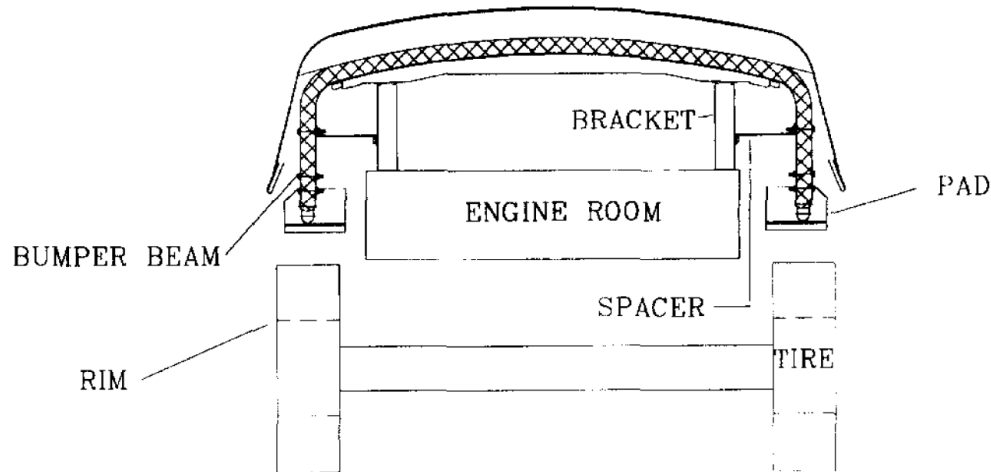 BRACKET
PAD
ENGINE ROOM
BUMPER BEAM
SPACER
TIRE
RIM